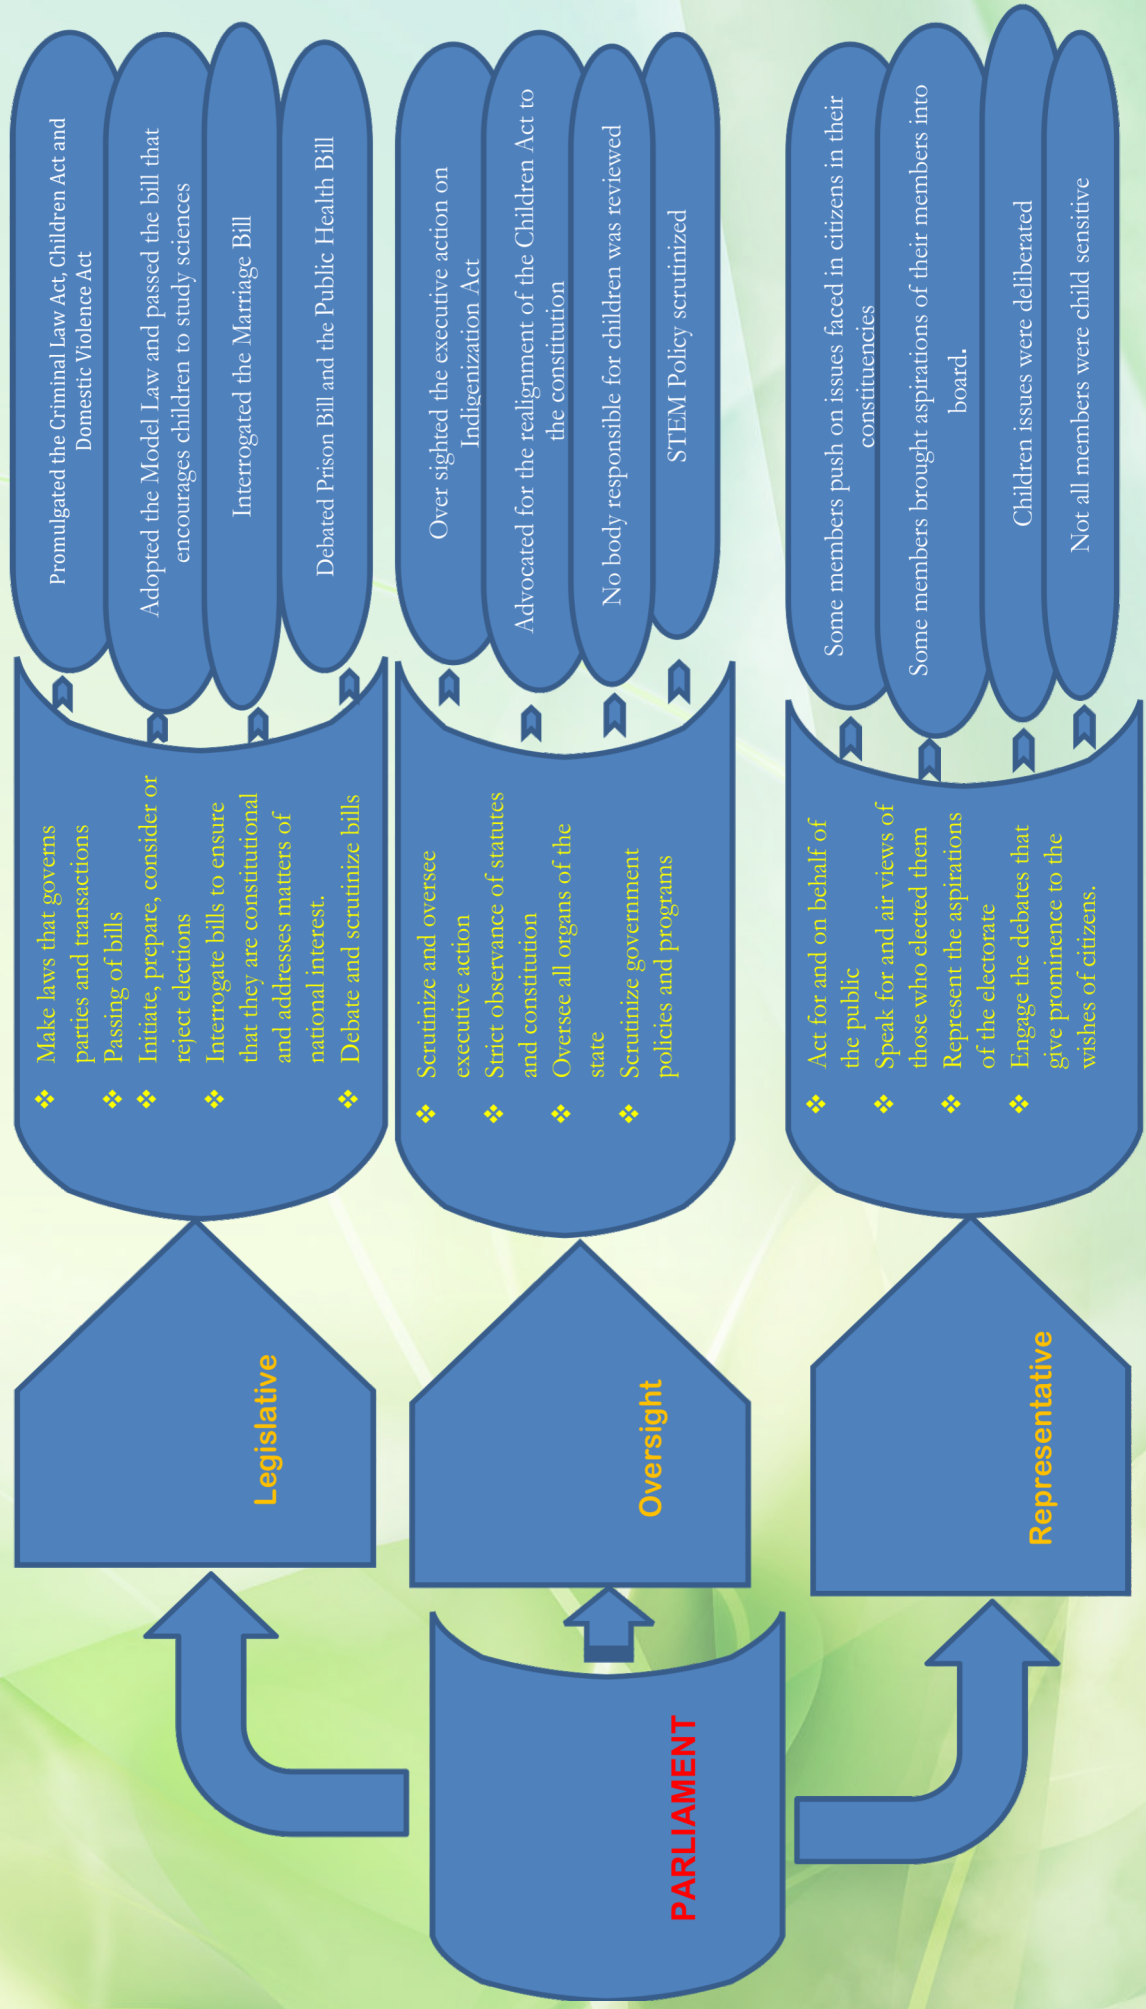 PARLIAMENT
Legislative
Make laws that governs
parties and transactions
Passing of bills
Initiate, prepare, consider or
reject elections
Interrogate bills to ensure
that they are constitutional
and addresses matters of
national interest.
Debate and scrutinize bills
Promulgated the Criminal Law Act, Children Act and
Domestic Violence Act
Adopted the Model Law and passed the bill that
encourages children to study sciences
Interrogated the Marriage Bill
Debated Prison Bill and the Public Health Bill
Oversight
Scrutinize and oversee
executive action
Strict observance of statutes
and constitution
Oversee all organs of the
state
Scrutinize government
policies and programs
Over sighted the executive action on
Indigenization Act
Advocated for the realignment of the Children Act to
the constitution
No body responsible for children was reviewed
STEM Policy scrutinized
Representative
Act for and on behalf of
the public
Speak for and air views of
those who elected them
Represent the aspirations
of the electorate
Engage the debates that
give prominence to the
wishes of citizens.
Some members push on issues faced in citizens in their
constituencies
Some members brought aspirations of their members into
board.
Children issues were deliberated
Not all members were child sensitive